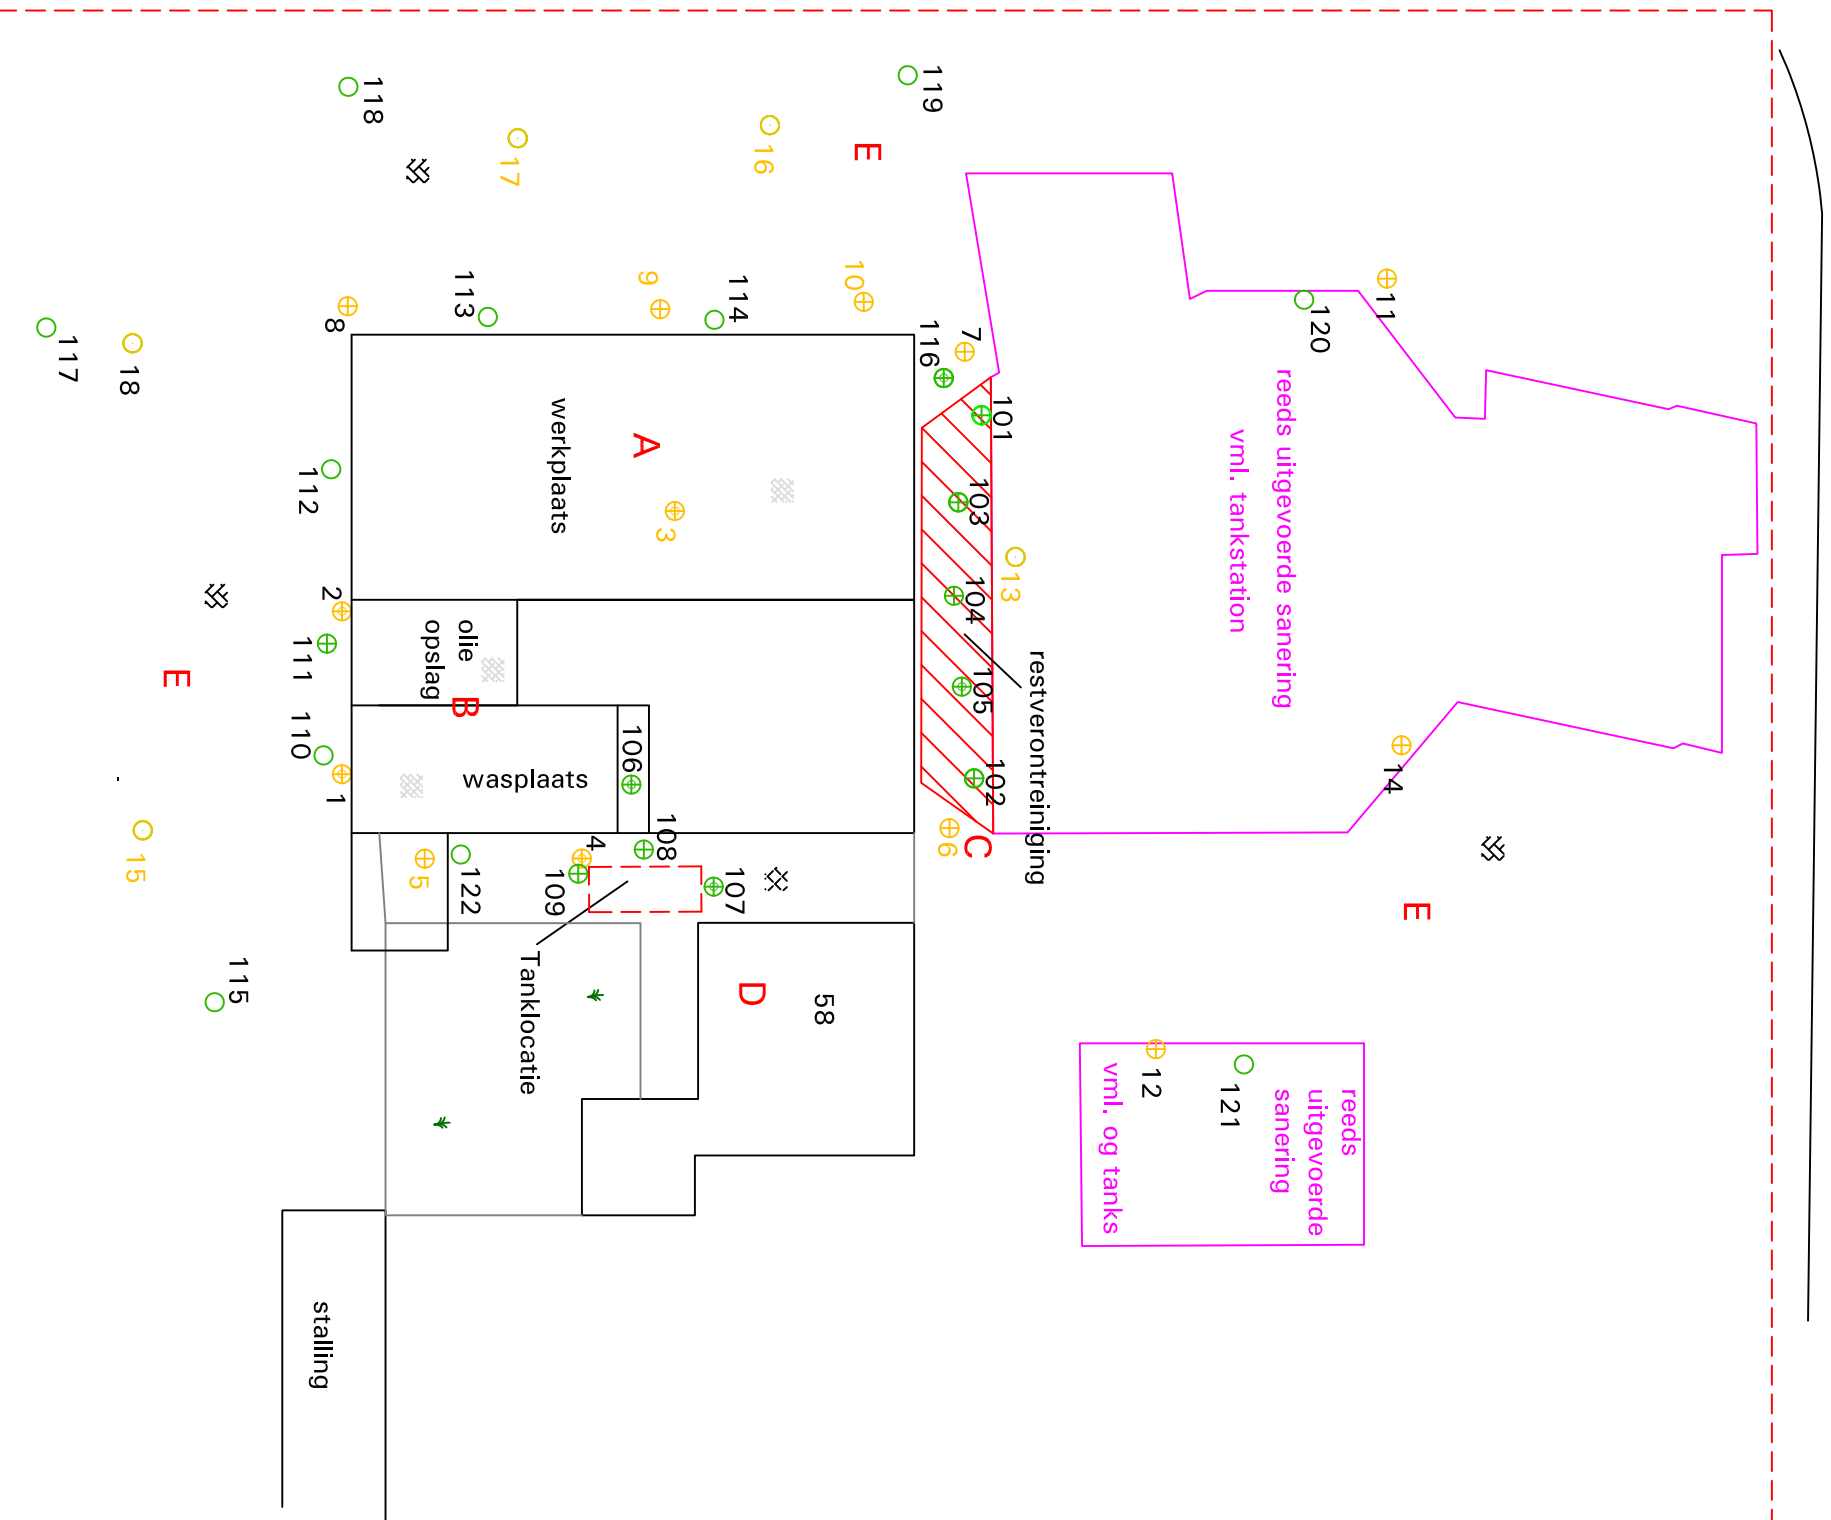 118
119
17
16
E
113
9
114
10
8
116
7
11
120
117
18
werkplaats
A
101
reeds uitgevoerde sanering
vml. tankstation
112
3
103
13
2
104
111
olie
opslag
E
B
105
restverontreiniging
110
106
wasplaats
102
1
14
108
4
6
C
15
5
122
109
107
E
115
Tanklocatie
D
58
12
121
reeds
uitgevoerde
sanering
vml. og tanks
stalling